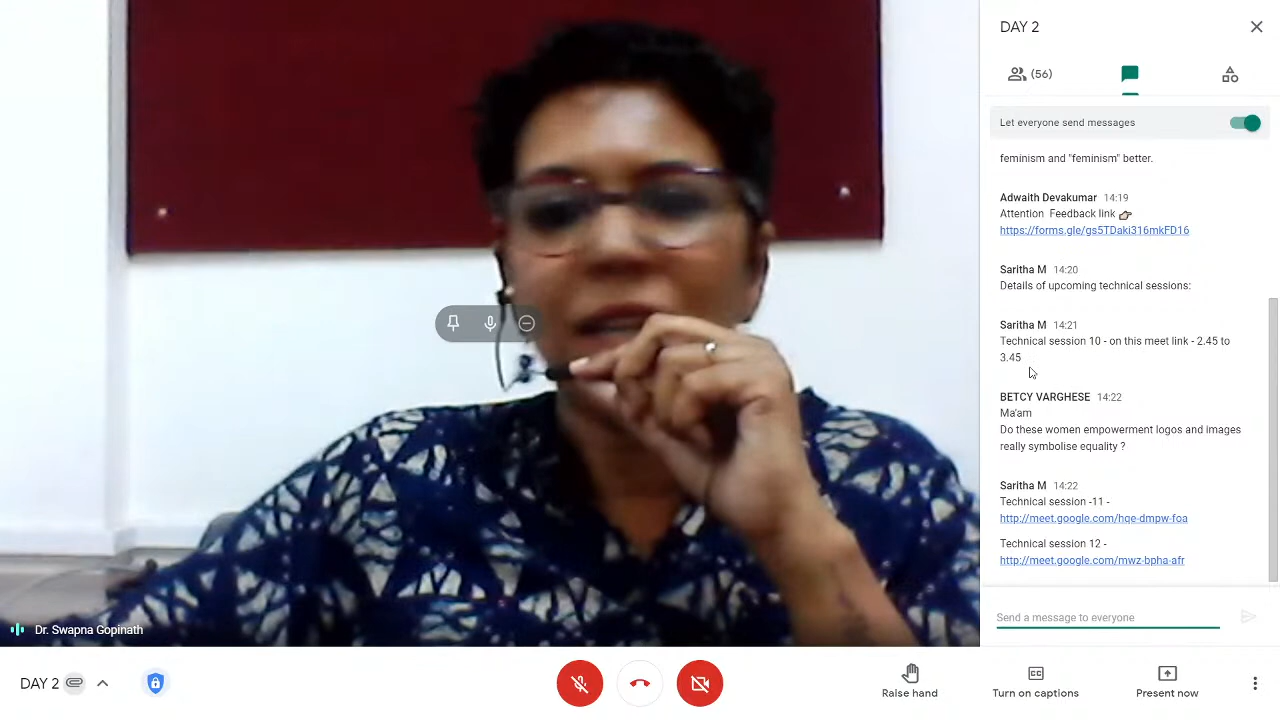 DAY 2
(56)
Let everyone send messages
feminism and "feminism" better.
Adwaith Devakumar 14:19
Attention Feedback link 👉
https://forms.gle/gs5TDaki316mkFD16
Saritha M 14:20
Details of upcoming technical sessions:
Saritha M 14:21
Technical session 10 - on this meet link - 2.45 to
3.45
BETCY VARGHESE 14:22
Ma'am
Do these women empowerment logos and images
really symbolise equality ?
Saritha M 14:22
Technical session -11 -
http://meet.google.com/hqe-dmpw-foa
Technical session 12 -
http://meet.google.com/mwz-bpha-afr
Send a message to everyone
Dr. Swapna Gopinath
DAY 2
Raise hand
CC
Turn on captions
Present now